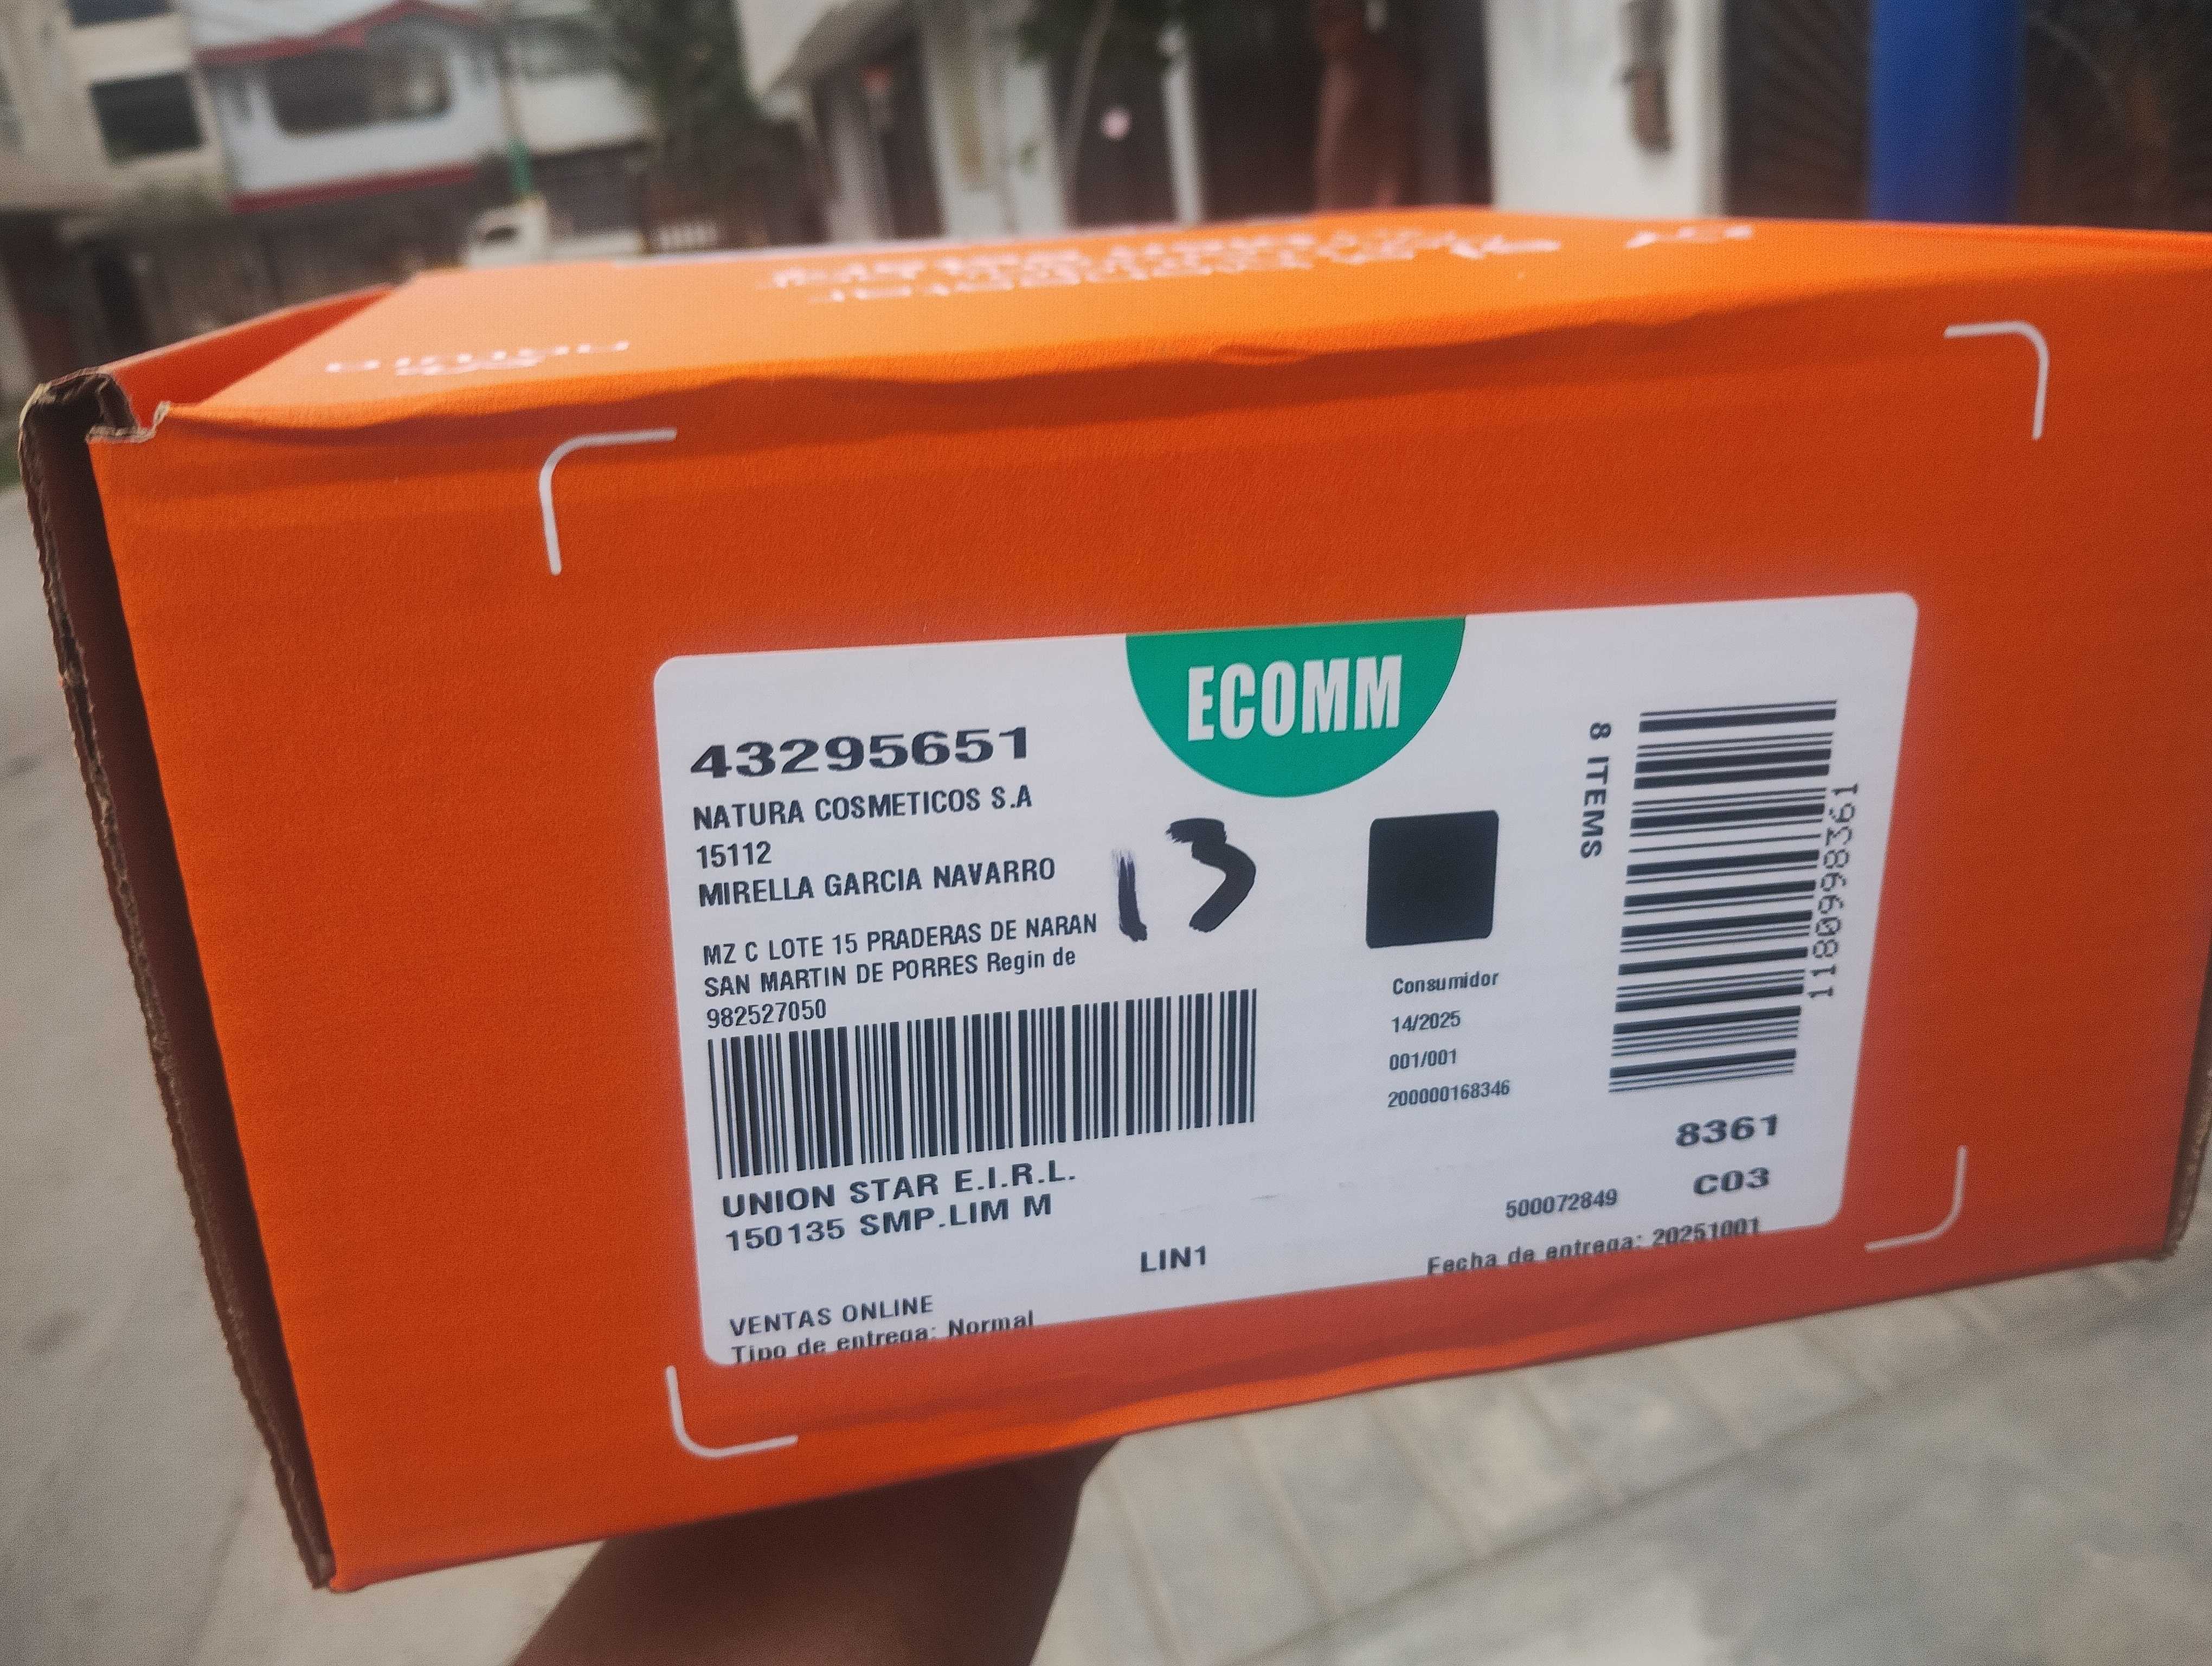 natura
ECOMM
43295651
NATURA COSMETICOS S.A
15112
MIRELLA GARCIA NAVARRO
13
MZ C LOTE 15 PRADERAS DE NARAN
SAN MARTIN DE PORRES Regin de
982527050
UNION STAR E.I.R.L.
150135 SMP.LIM M
LIN1
VENTAS ONLINE
Tipo de entrega: Normal
Consumidor
14/2025
001/001
200000168346
8 ITEMS
11809998361
8361
C03
500072849
Fecha de entrega: 20251001